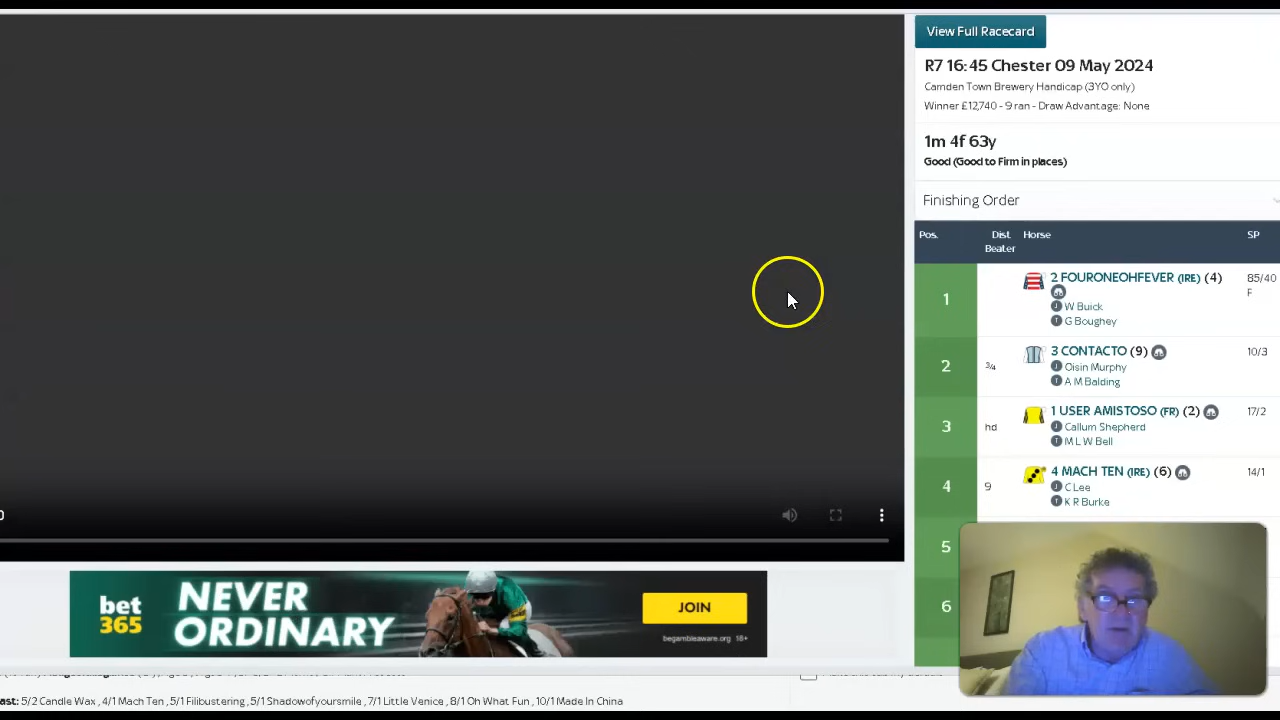 View Full Racecard
R7 16:45 Chester 09 May 2024
Camden Town Brewery Handicap (3YO only)
Winner £12,740 - 9 ran - Draw Advantage: None
1m 4f 63y
Good (Good to Firm in places)
Finishing Order
Pos. Dist Beater Horse SP
1 2 FOURONEOHFEVER (IRE) (4) 85/40 F
W Buick
G Boughey
2 3/4 3 CONTACTO (9) 10/3
Oisin Murphy
A M Balding
3 hd 1 USER AMISTOSO (FR) (2) 17/2
Callum Shepherd
M L W Bell
4 9 4 MACH TEN (IRE) (6) 14/1
C Lee
K R Burke
5
6
bet365
NEVER ORDINARY
JOIN
begambleaware.org 18+
ast: 5/2 Candle Wax , 4/1 Mach Ten , 5/1 Filibustering , 5/1 Shadowofyoursmile , 7/1 Little Venice , 8/1 Oh What Fun , 10/1 Made In China